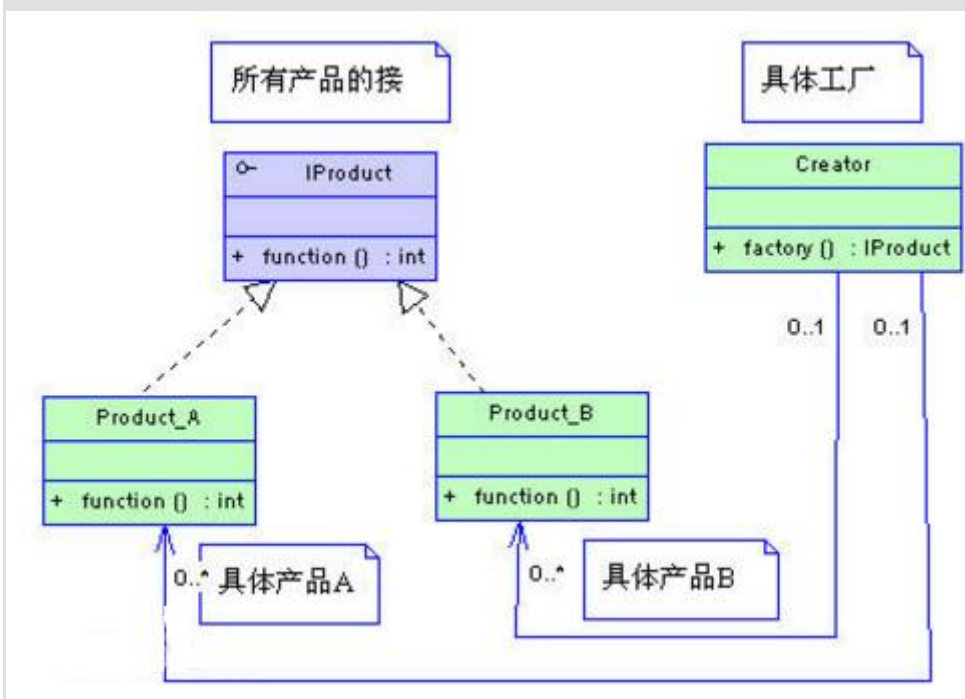 所有产品的接
具体工厂
IProduct
+ function () : int
Creator
+ factory () : IProduct
0..1
0..1
Product_A
+ function () : int
Product_B
+ function () : int
0..*
具体产品A
0..*
具体产品B